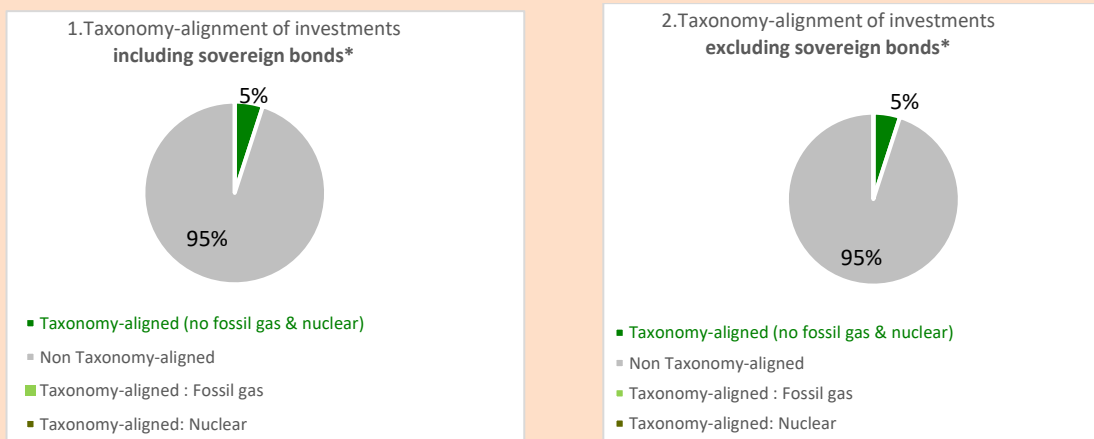 1.Taxonomy-alignment of investments
including sovereign bonds*
5%
95%
Taxonomy-aligned (no fossil gas & nuclear)
Non Taxonomy-aligned
Taxonomy-aligned : Fossil gas
Taxonomy-aligned: Nuclear
2.Taxonomy-alignment of investments
excluding sovereign bonds*
5%
95%
Taxonomy-aligned (no fossil gas & nuclear)
Non Taxonomy-aligned
Taxonomy-aligned : Fossil gas
Taxonomy-aligned: Nuclear